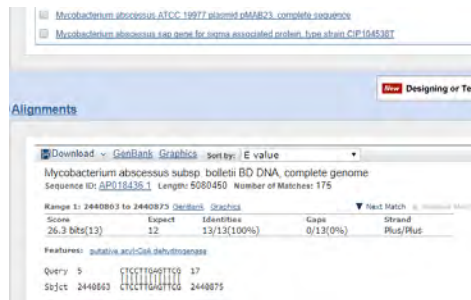 Mycobacterium abscessus ATCC 19977 plasmid pMAB23, complete sequence
Mycobacterium abscessus sap gene for sigma associated protein, type strain CIP104538T
New Designing or Te
Alignments
Download GenBank Graphics Sort by: E value
Mycobacterium abscessus subsp. bolletii BD DNA, complete genome
Sequence ID: AP018436.1 Length: 5080450 Number of Matches: 175
Range 1: 2440863 to 2440875 GenBank Graphics Next Match
Score Expect Identities Gaps Strand
26.3 bits(13) 12 13/13(100%) 0/13(0%) Plus/Plus
Features: putative acyl-CoA dehydrogenase
Query 5 CTCCTTGAGTTCG 17
Sbjct 2440863 CTCCTTGAGTTCG 2440875